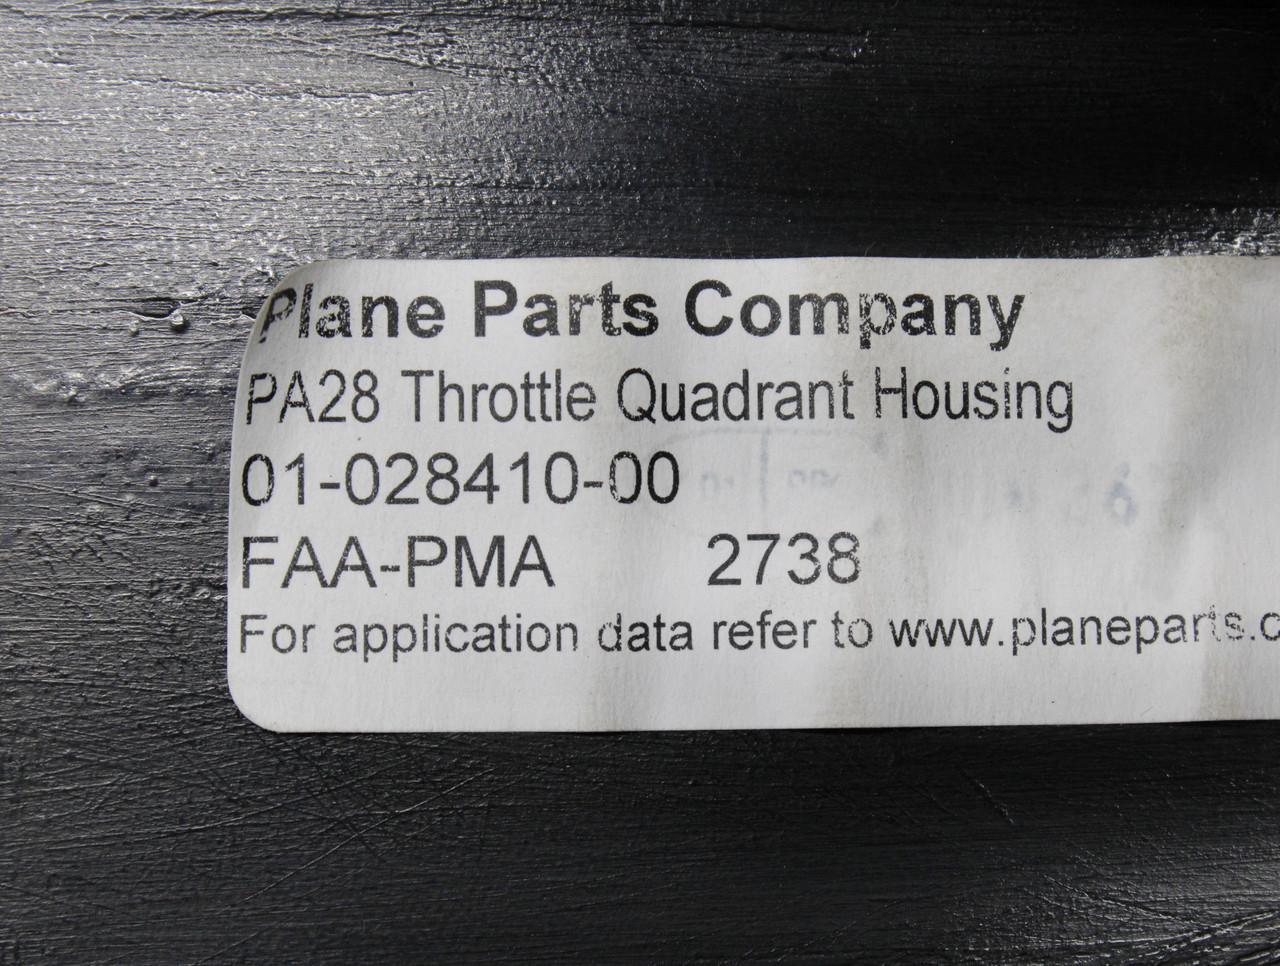 Plane Parts Company
PA28 Throttle Quadrant Housing
01-028410-00
FAA-PMA 2738
For application data refer to www.planeparts.c